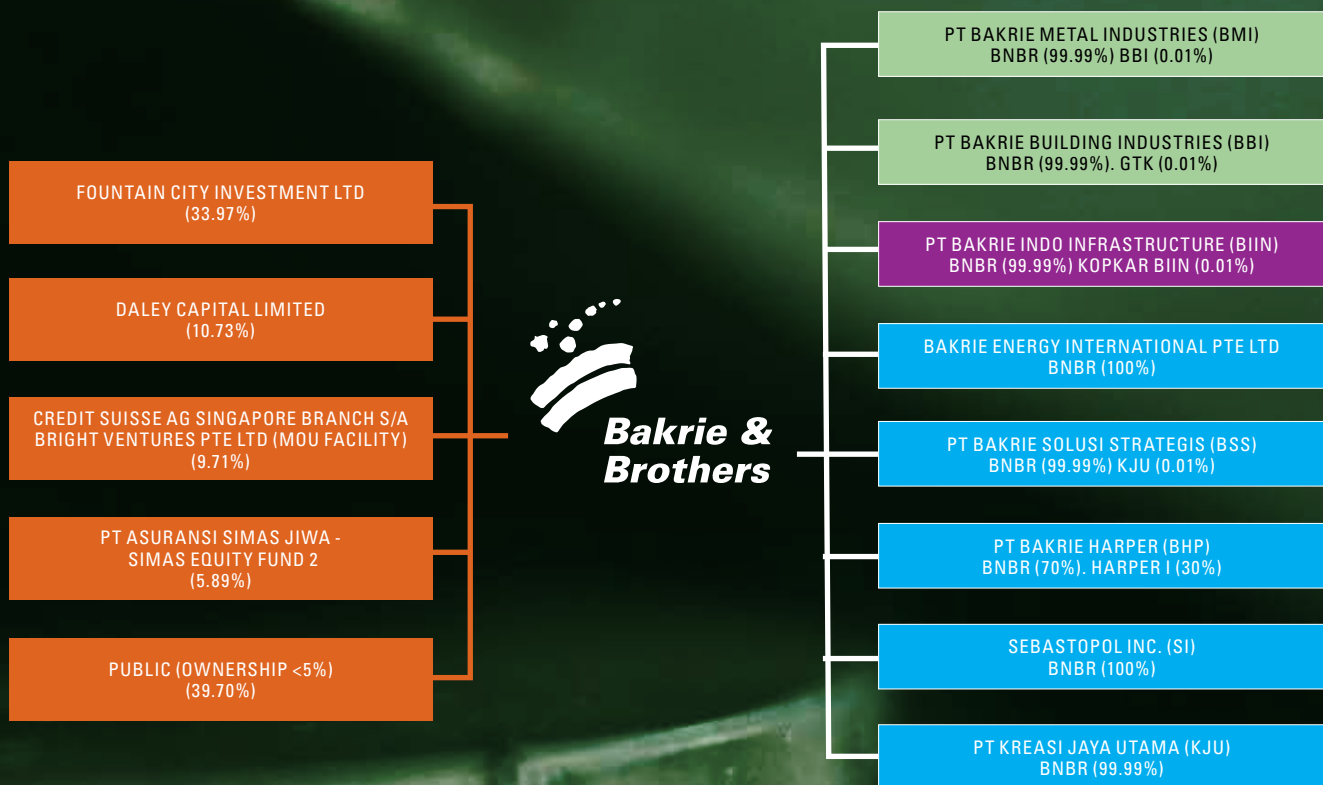 FOUNTAIN CITY INVESTMENT LTD
(33.97%)
DALEY CAPITAL LIMITED
(10.73%)
CREDIT SUISSE AG SINGAPORE BRANCH S/A
BRIGHT VENTURES PTE LTD (MOU FACILITY)
(9.71%)
PT ASURANSI SIMAS JIWA -
SIMAS EQUITY FUND 2
(5.89%)
PUBLIC (OWNERSHIP <5%)
(39.70%)
Bakrie &
Brothers
PT BAKRIE METAL INDUSTRIES (BMI)
BNBR (99.99%) BBI (0.01%)
PT BAKRIE BUILDING INDUSTRIES (BBI)
BNBR (99.99%). GTK (0.01%)
PT BAKRIE INDO INFRASTRUCTURE (BIIN)
BNBR (99.99%) KOPKAR BIIN (0.01%)
BAKRIE ENERGY INTERNATIONAL PTE LTD
BNBR (100%)
PT BAKRIE SOLUSI STRATEGIS (BSS)
BNBR (99.99%) KJU (0.01%)
PT BAKRIE HARPER (BHP)
BNBR (70%). HARPER I (30%)
SEBASTOPOL INC. (SI)
BNBR (100%)
PT KREASI JAYA UTAMA (KJU)
BNBR (99.99%)